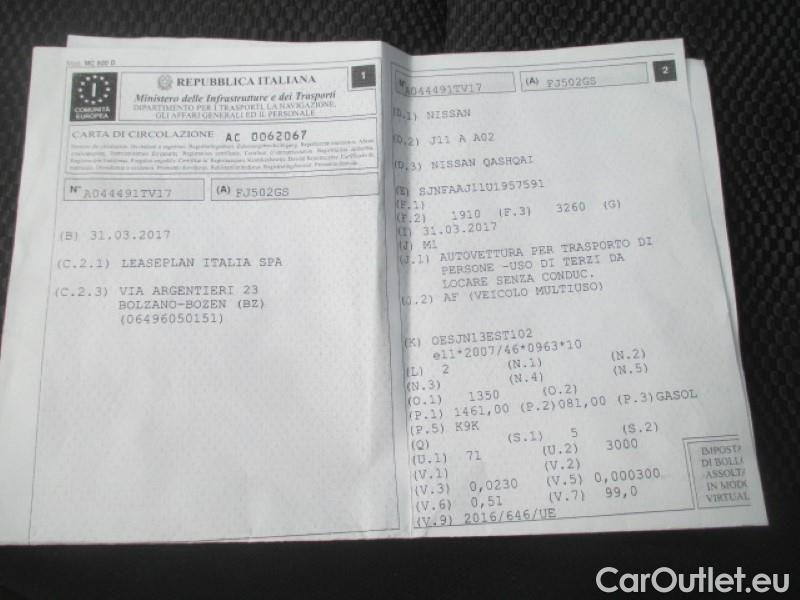 Mod. MC 820 D
I
COMUNITÀ
EUROPEA
REPUBBLICA ITALIANA
Ministero delle Infrastrutture e dei Trasporti
DIPARTIMENTO PER I TRASPORTI, LA NAVIGAZIONE,
GLI AFFARI GENERALI ED IL PERSONALE
1
CARTA DI CIRCOLAZIONE AC 0062067
N° A044491TV17 (A) FJ502GS
(B) 31.03.2017
(C.2.1) LEASEPLAN ITALIA SPA
(C.2.3) VIA ARGENTIERI 23
BOLZANO-BOZEN (BZ)
(06496050151)
N° A044491TV17 (A) FJ502GS
2
(D.1) NISSAN
(D.2) J11 A A02
(D.3) NISSAN QASHQAI
(E) SJNFAAJ11U1957591
(F.1)
(F.2) 1910 (F.3) 3260 (G)
(I) 31.03.2017
(J) M1
(J.1) AUTOVETTURA PER TRASPORTO DI
PERSONE -USO DI TERZI DA
LOCARE SENZA CONDUC.
(J.2) AF (VEICOLO MULTIUSO)
(K) OESJN13EST102
e11*2007/46*0963*10
(L) 2 (N.1) (N.2)
(N.3) (N.4) (N.5)
(O.1) 1350 (O.2)
(P.1) 1461,00 (P.2)081,00 (P.3)GASOL
(P.5) K9K
(Q) (S.1) 5 (S.2)
(U.1) 71 (U.2) 3000
(V.1) (V.2)
(V.3) 0,0230 (V.5) 0,000300
(V.6) 0,51 (V.7) 99,0
(V.9) 2016/646/UE
IMPOSTA
DI BOLLO
ASSOLTA
IN MODO
VIRTUAL
CarOutlet.eu